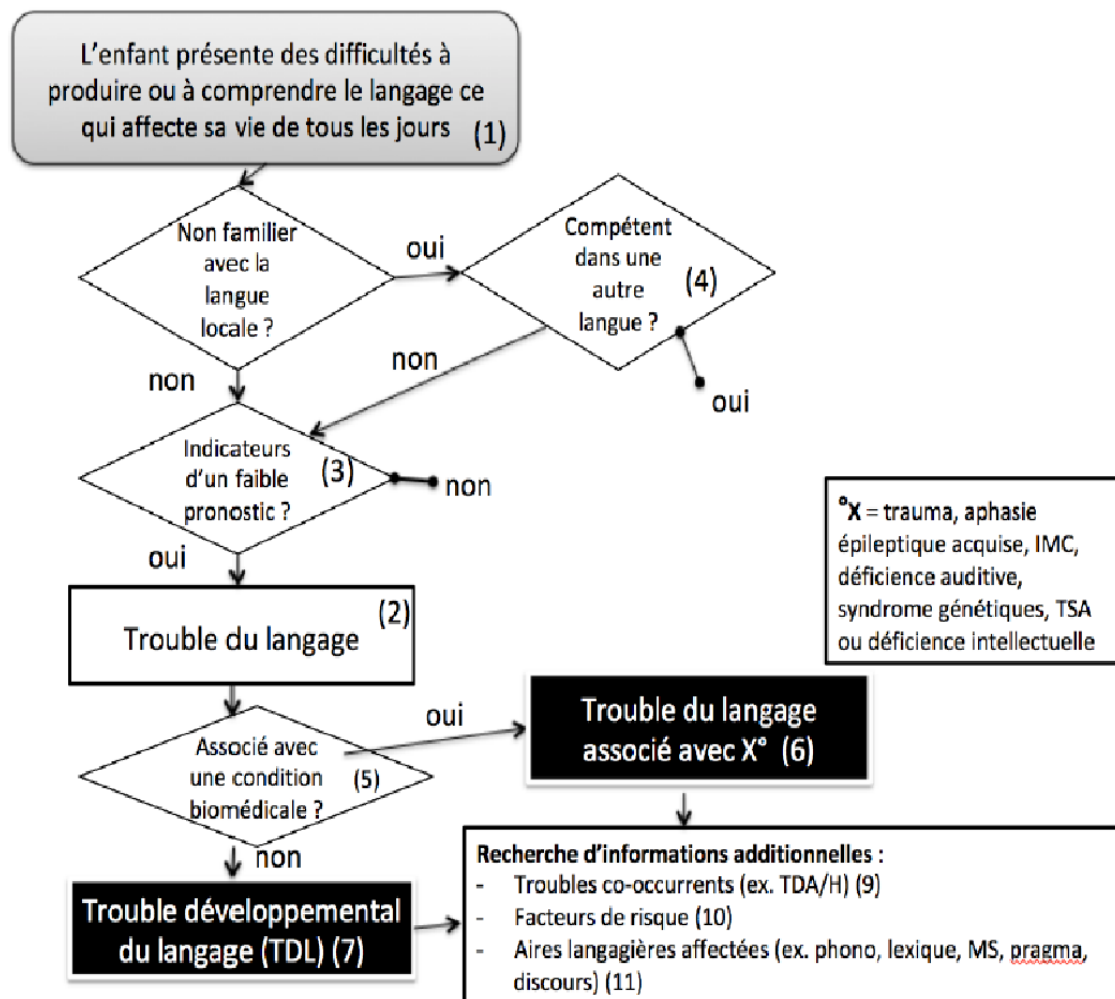 L'enfant présente des difficultés à
produire ou à comprendre le langage ce
qui affecte sa vie de tous les jours (1)
Non familier
avec la
langue
locale ?
oui
Compétent
dans une
autre
langue ?
(4)
non
non
oui
Indicateurs
d'un faible
pronostic ?
(3)
non
oui
°X = trauma, aphasie
épileptique acquise, IMC,
déficience auditive,
syndrome génétiques, TSA
ou déficience intellectuelle
Trouble du langage
(2)
Associé avec
une condition
biomédicale ?
(5)
oui
Trouble du langage
associé avec X° (6)
non
Trouble développemental
du langage (TDL) (7)
Recherche d'informations additionnelles :
- Troubles co-occurrents (ex. TDA/H) (9)
- Facteurs de risque (10)
- Aires langagières affectées (ex. phono, lexique, MS, pragma,
discours) (11)